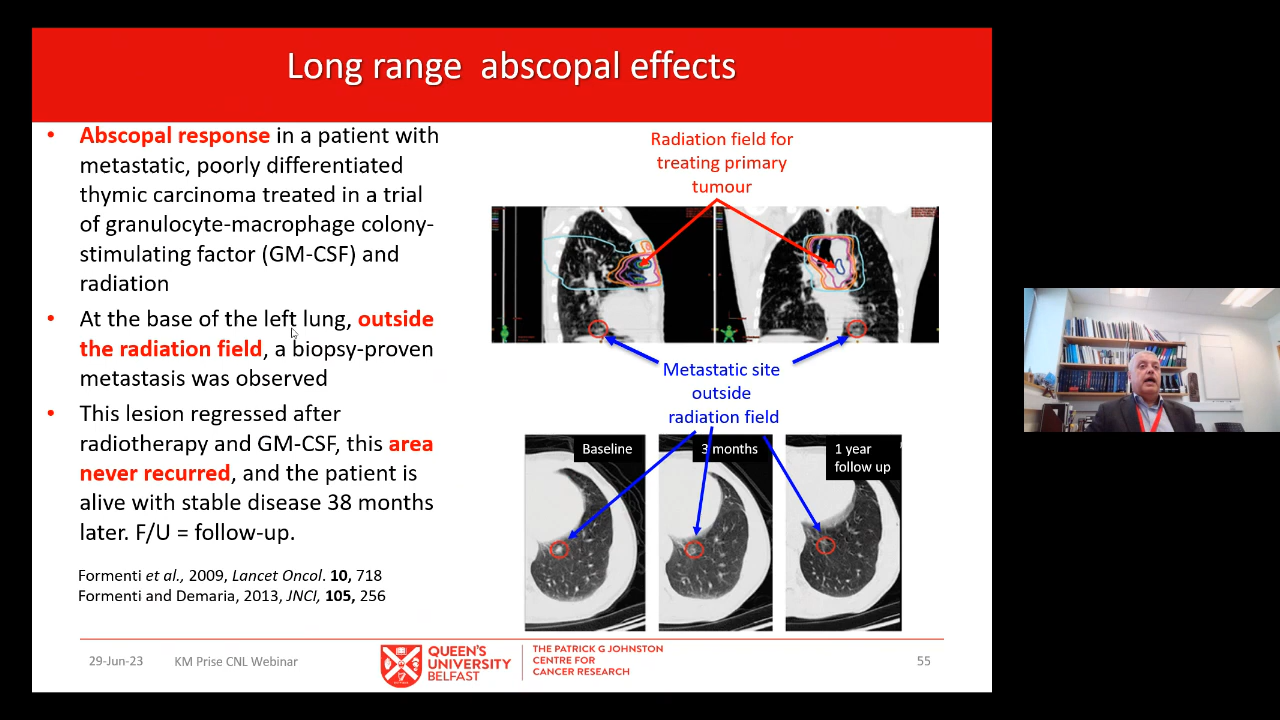 Long range abscopal effects
• Abscopal response in a patient with
metastatic, poorly differentiated
thymic carcinoma treated in a trial
of granulocyte-macrophage colony-
stimulating factor (GM-CSF) and
radiation
• At the base of the left lung, outside
the radiation field, a biopsy-proven
metastasis was observed
• This lesion regressed after
radiotherapy and GM-CSF, this area
never recurred, and the patient is
alive with stable disease 38 months
later. F/U = follow-up.
Formenti et al., 2009, Lancet Oncol. 10, 718
Formenti and Demaria, 2013, JNCI, 105, 256
Radiation field for
treating primary
tumour
Metastatic site
outside
radiation field
Baseline
3 months
1 year
follow up
29-Jun-23
KM Prise CNL Webinar
QUEEN'S
UNIVERSITY
BELFAST
THE PATRICK G JOHNSTON
CENTRE FOR
CANCER RESEARCH
55